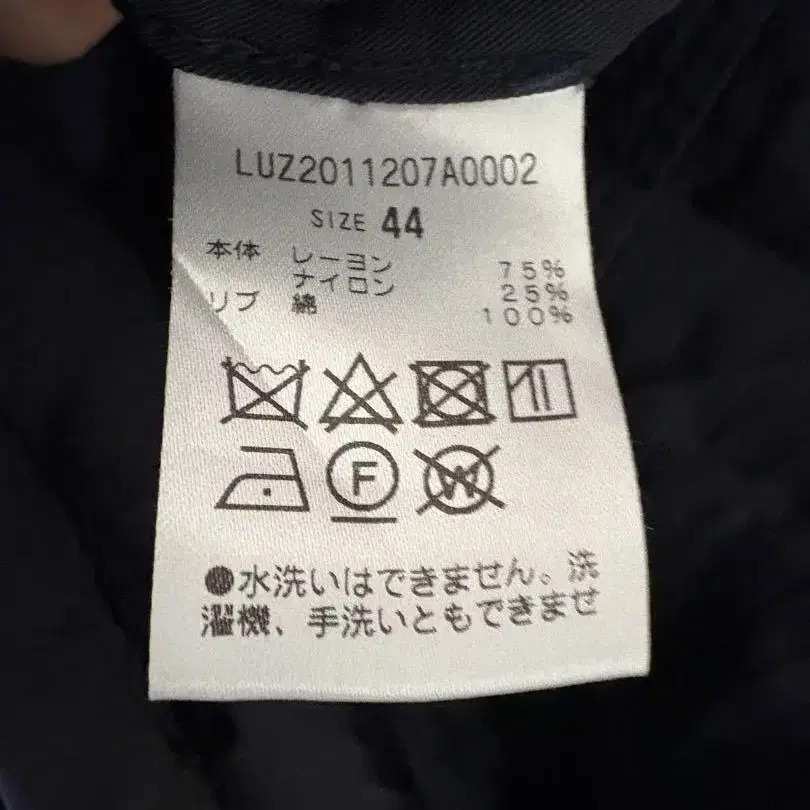 LUZ2011207A0002
SIZE 44
本体 レーヨン 75%
ナイロン 25%
リブ 綿 100%
F
W
●水洗いはできません。洗
濯機、手洗いともできませ